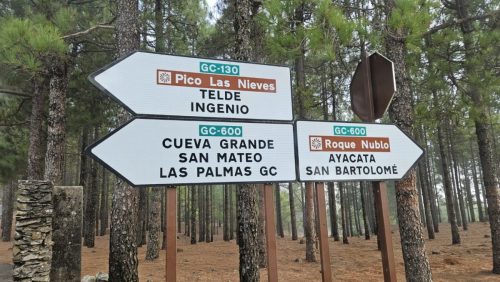 GC-130
Pico Las Nieves
TELDE
INGENIO
GC-600
CUEVA GRANDE
SAN MATEO
LAS PALMAS GC
GC-600
Roque Nublo
AYACATA
SAN BARTOLOMÉ